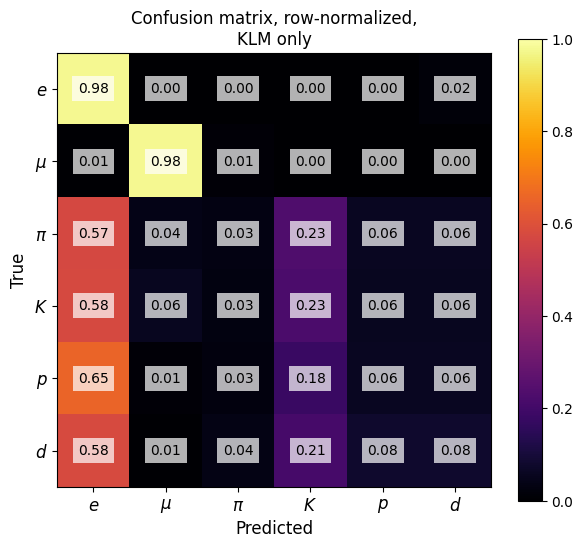 Confusion matrix, row-normalized,
KLM only
True
e 0.98 0.00 0.00 0.00 0.00 0.02
μ 0.01 0.98 0.01 0.00 0.00 0.00
π 0.57 0.04 0.03 0.23 0.06 0.06
K 0.58 0.06 0.03 0.23 0.06 0.06
p 0.65 0.01 0.03 0.18 0.06 0.06
d 0.58 0.01 0.04 0.21 0.08 0.08
e μ π K p d
Predicted
1.0
0.8
0.6
0.4
0.2
0.0